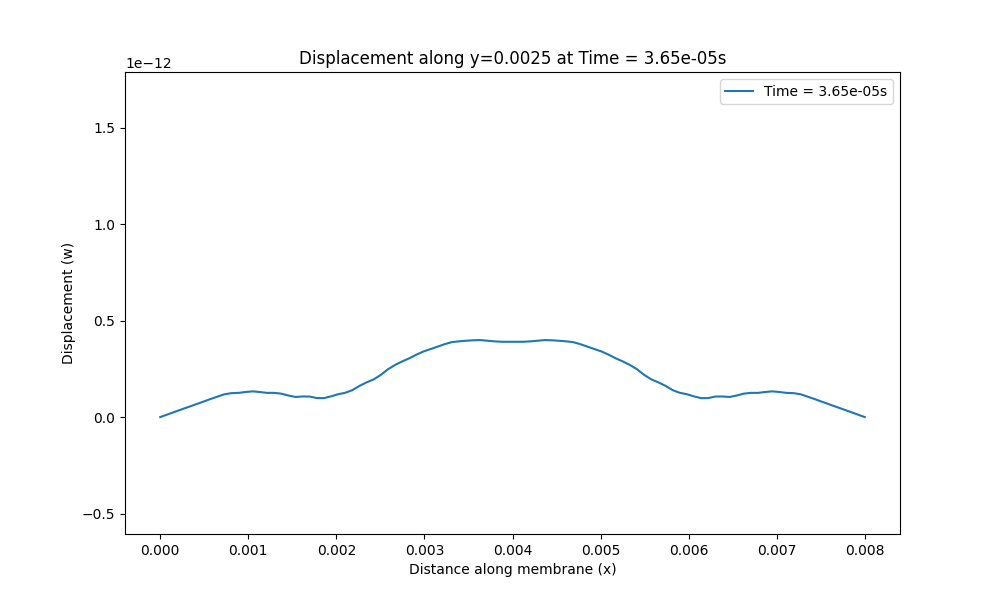 Displacement along y=0.0025 at Time = 3.65e-05s
1e−12
Time = 3.65e-05s
1.5
1.0
0.5
0.0
−0.5
Displacement (w)
0.000 0.001 0.002 0.003 0.004 0.005 0.006 0.007 0.008
Distance along membrane (x)